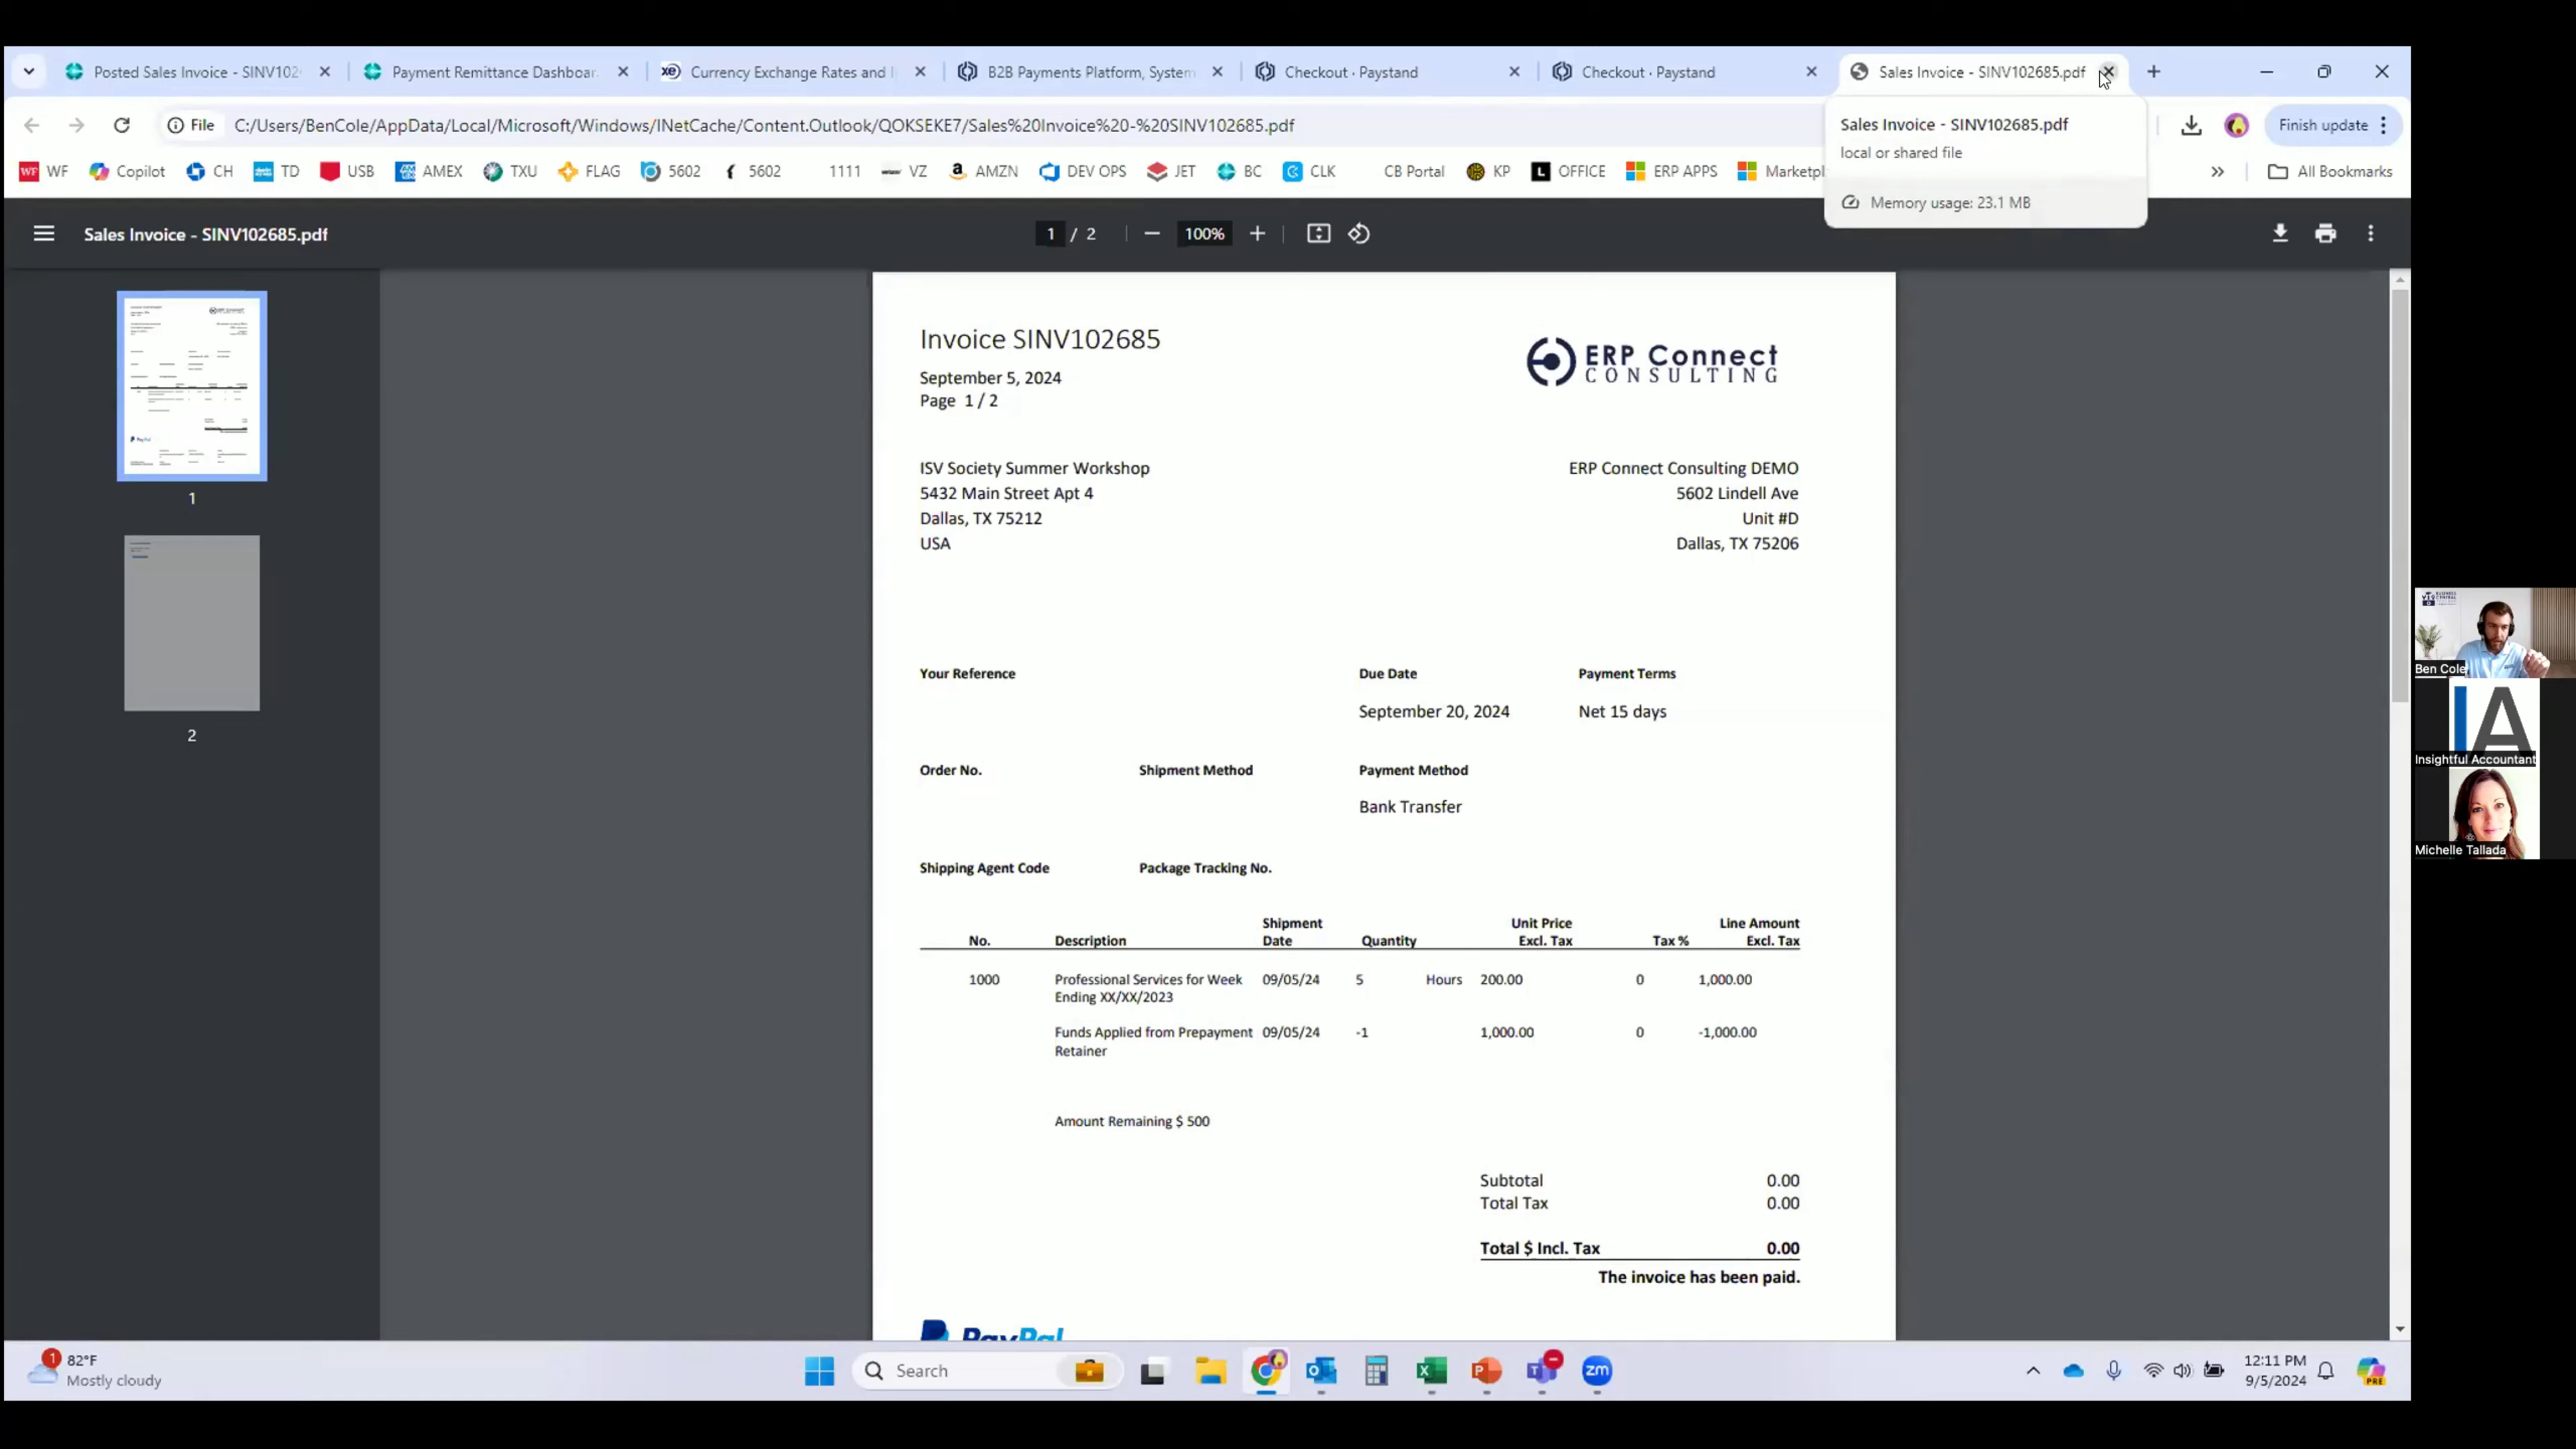 Posted Sales Invoice - SINV102
Payment Remittance Dashboar
Currency Exchange Rates and I
B2B Payments Platform, System
Checkout · Paystand
Checkout · Paystand
Sales Invoice - SINV102685.pdf
File
C:/Users/BenCole/AppData/Local/Microsoft/Windows/INetCache/Content.Outlook/QOKSEKE7/Sales%20Invoice%20-%20SINV102685.pdf
Finish update
Sales Invoice - SINV102685.pdf
local or shared file
Memory usage: 23.1 MB
WF
Copilot
CH
TD
USB
AMEX
TXU
FLAG
5602
5602
1111
VZ
AMZN
DEV OPS
JET
BC
CLK
CB Portal
KP
OFFICE
ERP APPS
Marketpl
All Bookmarks
Sales Invoice - SINV102685.pdf
1 / 2
100%
1
2
Invoice SINV102685
September 5, 2024
Page 1 / 2
ERP Connect
CONSULTING
ISV Society Summer Workshop
5432 Main Street Apt 4
Dallas, TX 75212
USA
ERP Connect Consulting DEMO
5602 Lindell Ave
Unit #D
Dallas, TX 75206
Your Reference
Due Date
Payment Terms
September 20, 2024
Net 15 days
Order No.
Shipment Method
Payment Method
Bank Transfer
Shipping Agent Code
Package Tracking No.
No. Description Shipment Date Quantity Unit Price Excl. Tax Tax % Line Amount Excl. Tax
1000 Professional Services for Week 09/05/24 5 Hours 200.00 0 1,000.00
Ending XX/XX/2023
Funds Applied from Prepayment 09/05/24 -1 1,000.00 0 -1,000.00
Retainer
Amount Remaining $ 500
Subtotal 0.00
Total Tax 0.00
Total $ Incl. Tax 0.00
The invoice has been paid.
PayPal
Ben Cole
IA
Insightful Accountant
Michelle Tallada
1
82°F
Mostly cloudy
Search
zm
12:11 PM
9/5/2024
PRE